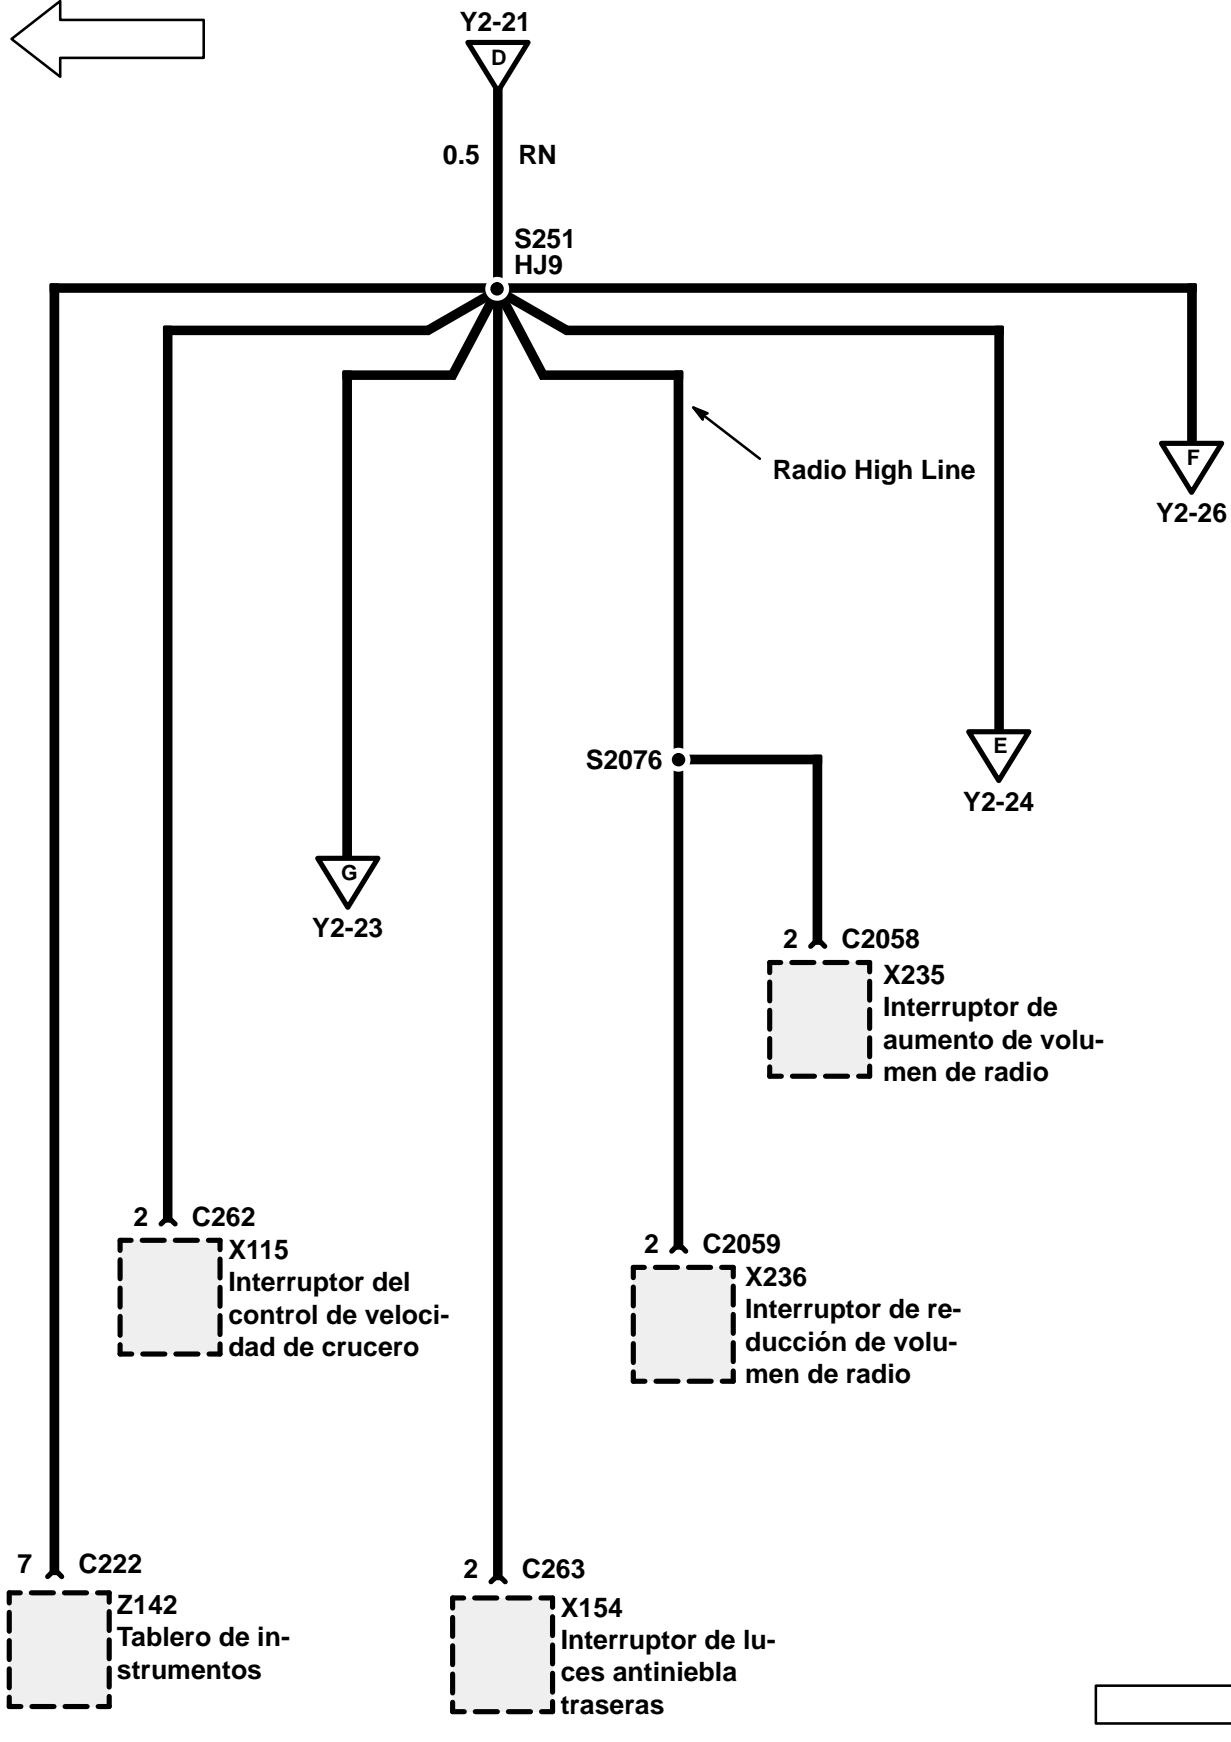 Y2-21
D
0.5 RN
S251
HJ9
Radio High Line
F
Y2-26
S2076
E
Y2-24
G
Y2-23
2 C2058
X235
Interruptor de
aumento de volu-
men de radio
2 C262
X115
Interruptor del
control de veloci-
dad de crucero
2 C2059
X236
Interruptor de re-
ducción de volu-
men de radio
7 C222
Z142
Tablero de in-
strumentos
2 C263
X154
Interruptor de lu-
ces antiniebla
traseras